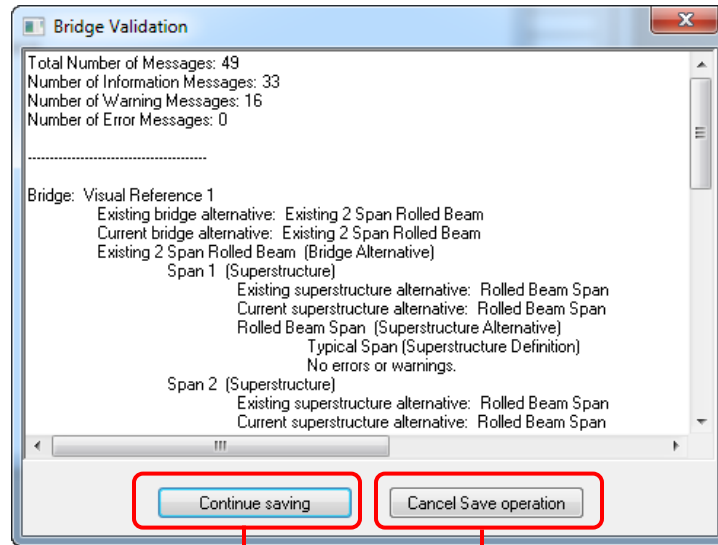 Bridge Validation
Total Number of Messages: 49
Number of Information Messages: 33
Number of Warning Messages: 16
Number of Error Messages: 0
----------------------------------------
Bridge: Visual Reference 1
Existing bridge alternative: Existing 2 Span Rolled Beam
Current bridge alternative: Existing 2 Span Rolled Beam
Existing 2 Span Rolled Beam (Bridge Alternative)
Span 1 (Superstructure)
Existing superstructure alternative: Rolled Beam Span
Current superstructure alternative: Rolled Beam Span
Rolled Beam Span (Superstructure Alternative)
Typical Span (Superstructure Definition)
No errors or warnings.
Span 2 (Superstructure)
Existing superstructure alternative: Rolled Beam Span
Current superstructure alternative: Rolled Beam Span
Continue saving
Cancel Save operation